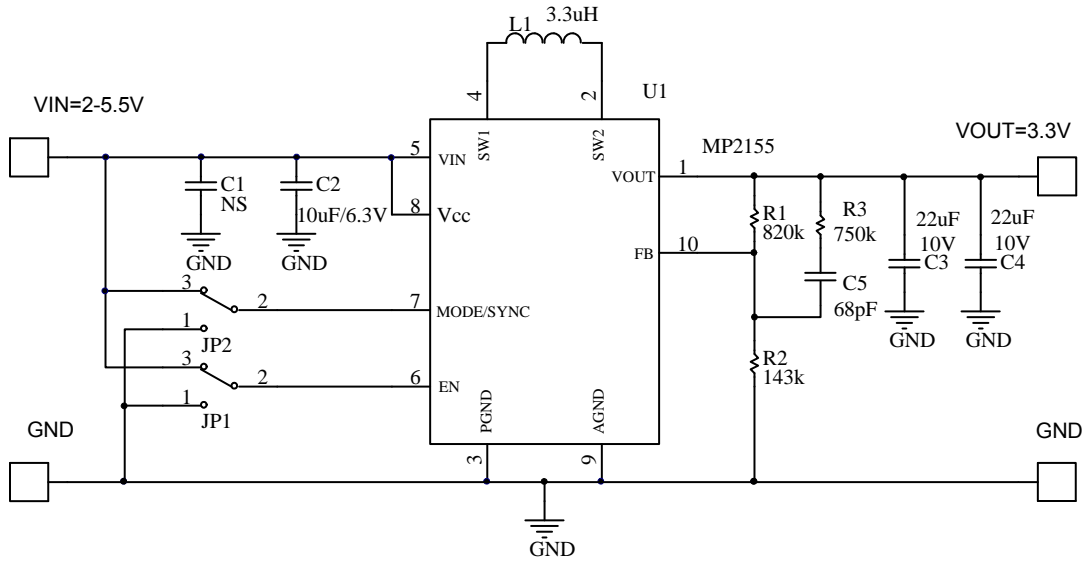 L1 3.3uH
VIN=2-5.5V
4
2
U1
SW1
SW2
MP2155
VOUT=3.3V
5
VIN
VOUT
1
C1
NS
C2
10uF/6.3V
8
Vcc
R1
820k
R3
750k
22uF
10V
C3
22uF
10V
C4
FB
10
GND
GND
C5
68pF
3
2
7
MODE/SYNC
1
JP2
GND
GND
3
2
6
EN
R2
143k
1
JP1
PGND
AGND
GND
GND
3
9
GND